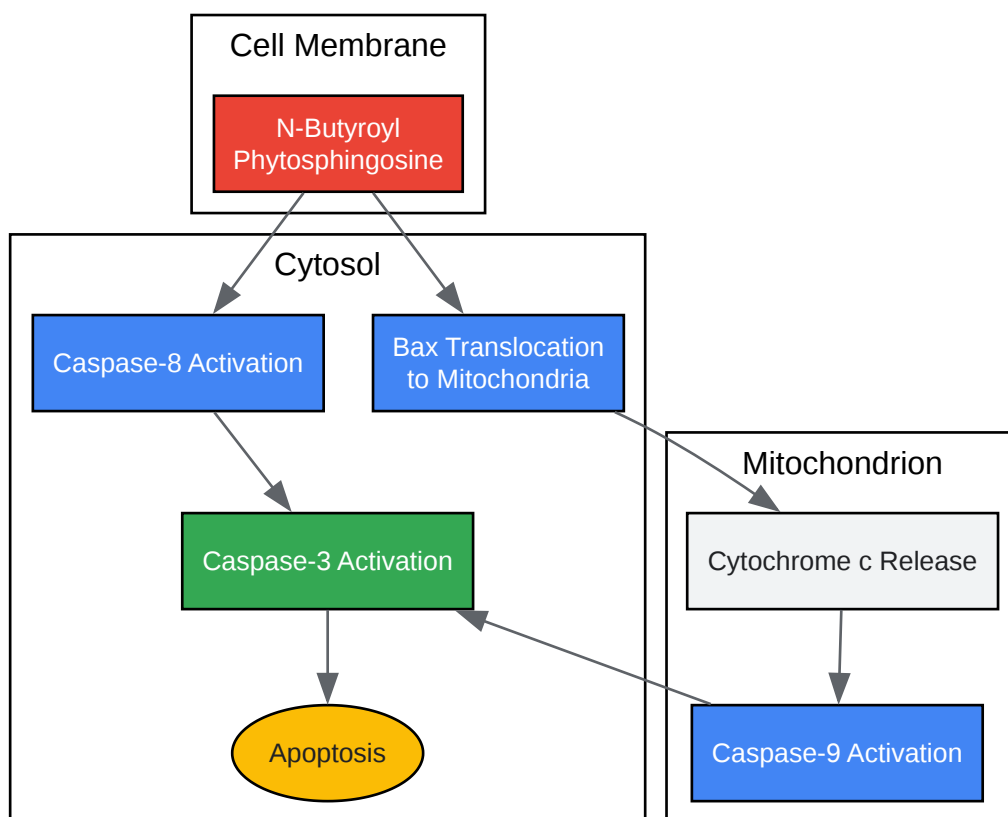 Cell Membrane
N-Butyroyl
Phytosphingosine
Cytosol
Caspase-8 Activation
Bax Translocation
to Mitochondria
Mitochondrion
Caspase-3 Activation
Cytochrome c Release
Apoptosis
Caspase-9 Activation